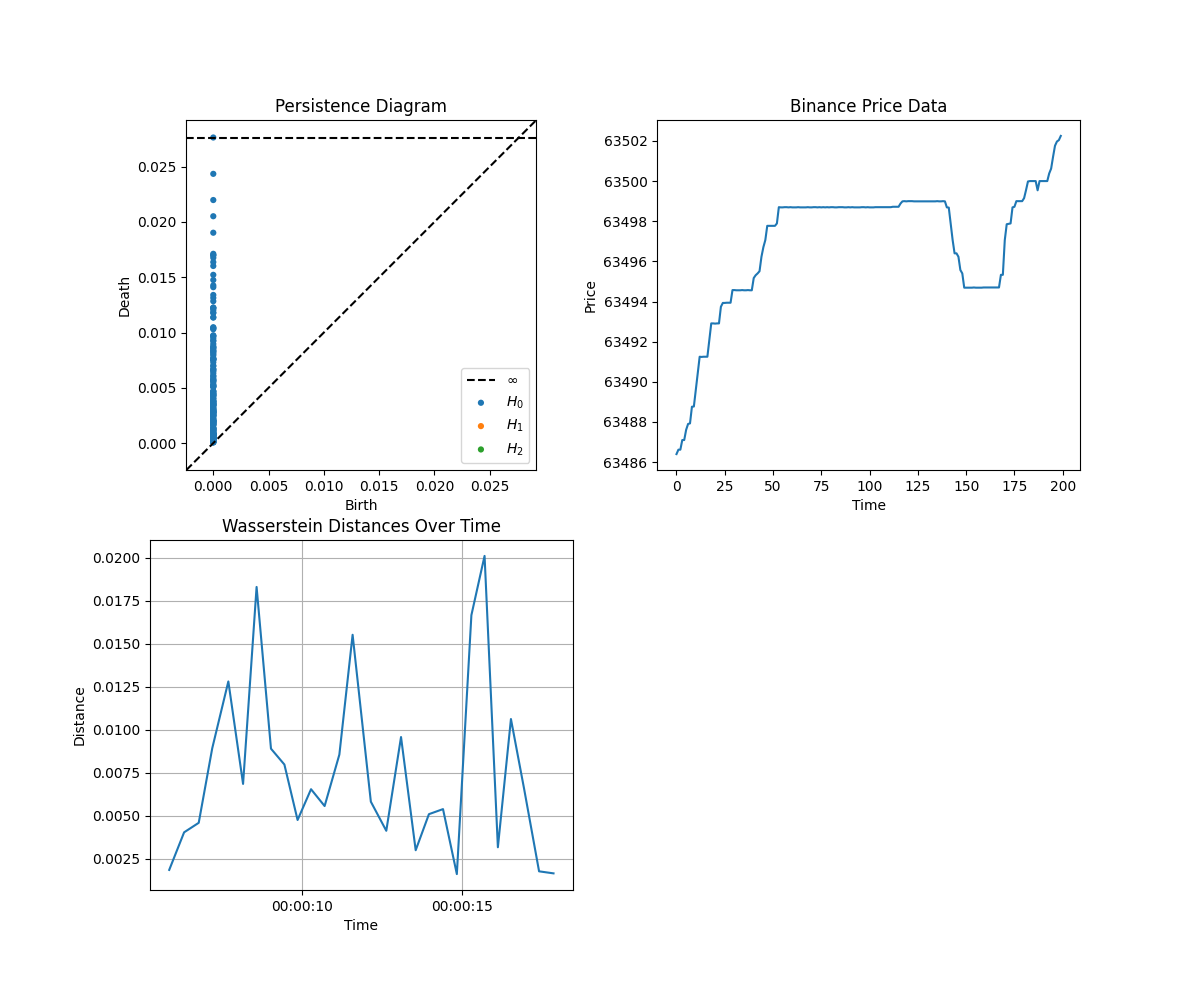 Persistence Diagram
Death
0.025
0.020
0.015
0.010
0.005
0.000
∞
H0
H1
H2
0.000 0.005 0.010 0.015 0.020 0.025
Birth
Binance Price Data
Price
63502
63500
63498
63496
63494
63492
63490
63488
63486
0 25 50 75 100 125 150 175 200
Time
Wasserstein Distances Over Time
Distance
0.0200
0.0175
0.0150
0.0125
0.0100
0.0075
0.0050
0.0025
00:00:10 00:00:15
Time